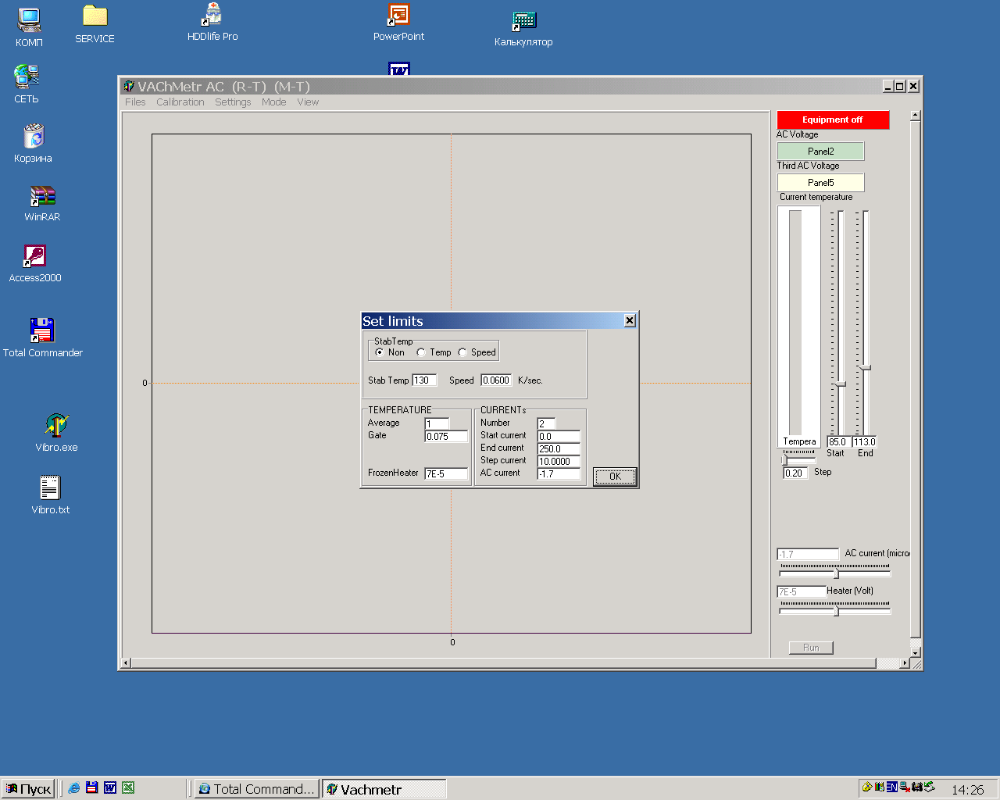 КОМП
SERVICE
HDDlife Pro
PowerPoint
Калькулятор
СЕТЬ
Корзина
WinRAR
Access2000
Total Commander
Vibro.exe
Vibro.txt
VAChMetr AC (R-T) (M-T)
Files Calibration Settings Mode View
Equipment off
AC Voltage
Panel2
Third AC Voltage
Panel5
Current temperature
0
0
Tempera
85.0 113.0
Start End
0.20 Step
-1.7 AC current (micro
7E-5 Heater (Volt)
Run
Set limits
StabTemp
Non Temp Speed
Stab Temp 130 Speed 0.0600 K/sec.
TEMPERATURE
Average 1
Gate 0.075
FrozenHeater 7E-5
CURRENTs
Number 2
Start current 0.0
End current 250.0
Step current 10.0000
AC current -1.7
OK
Пуск
Total Command...
Vachmetr
EN
14:26